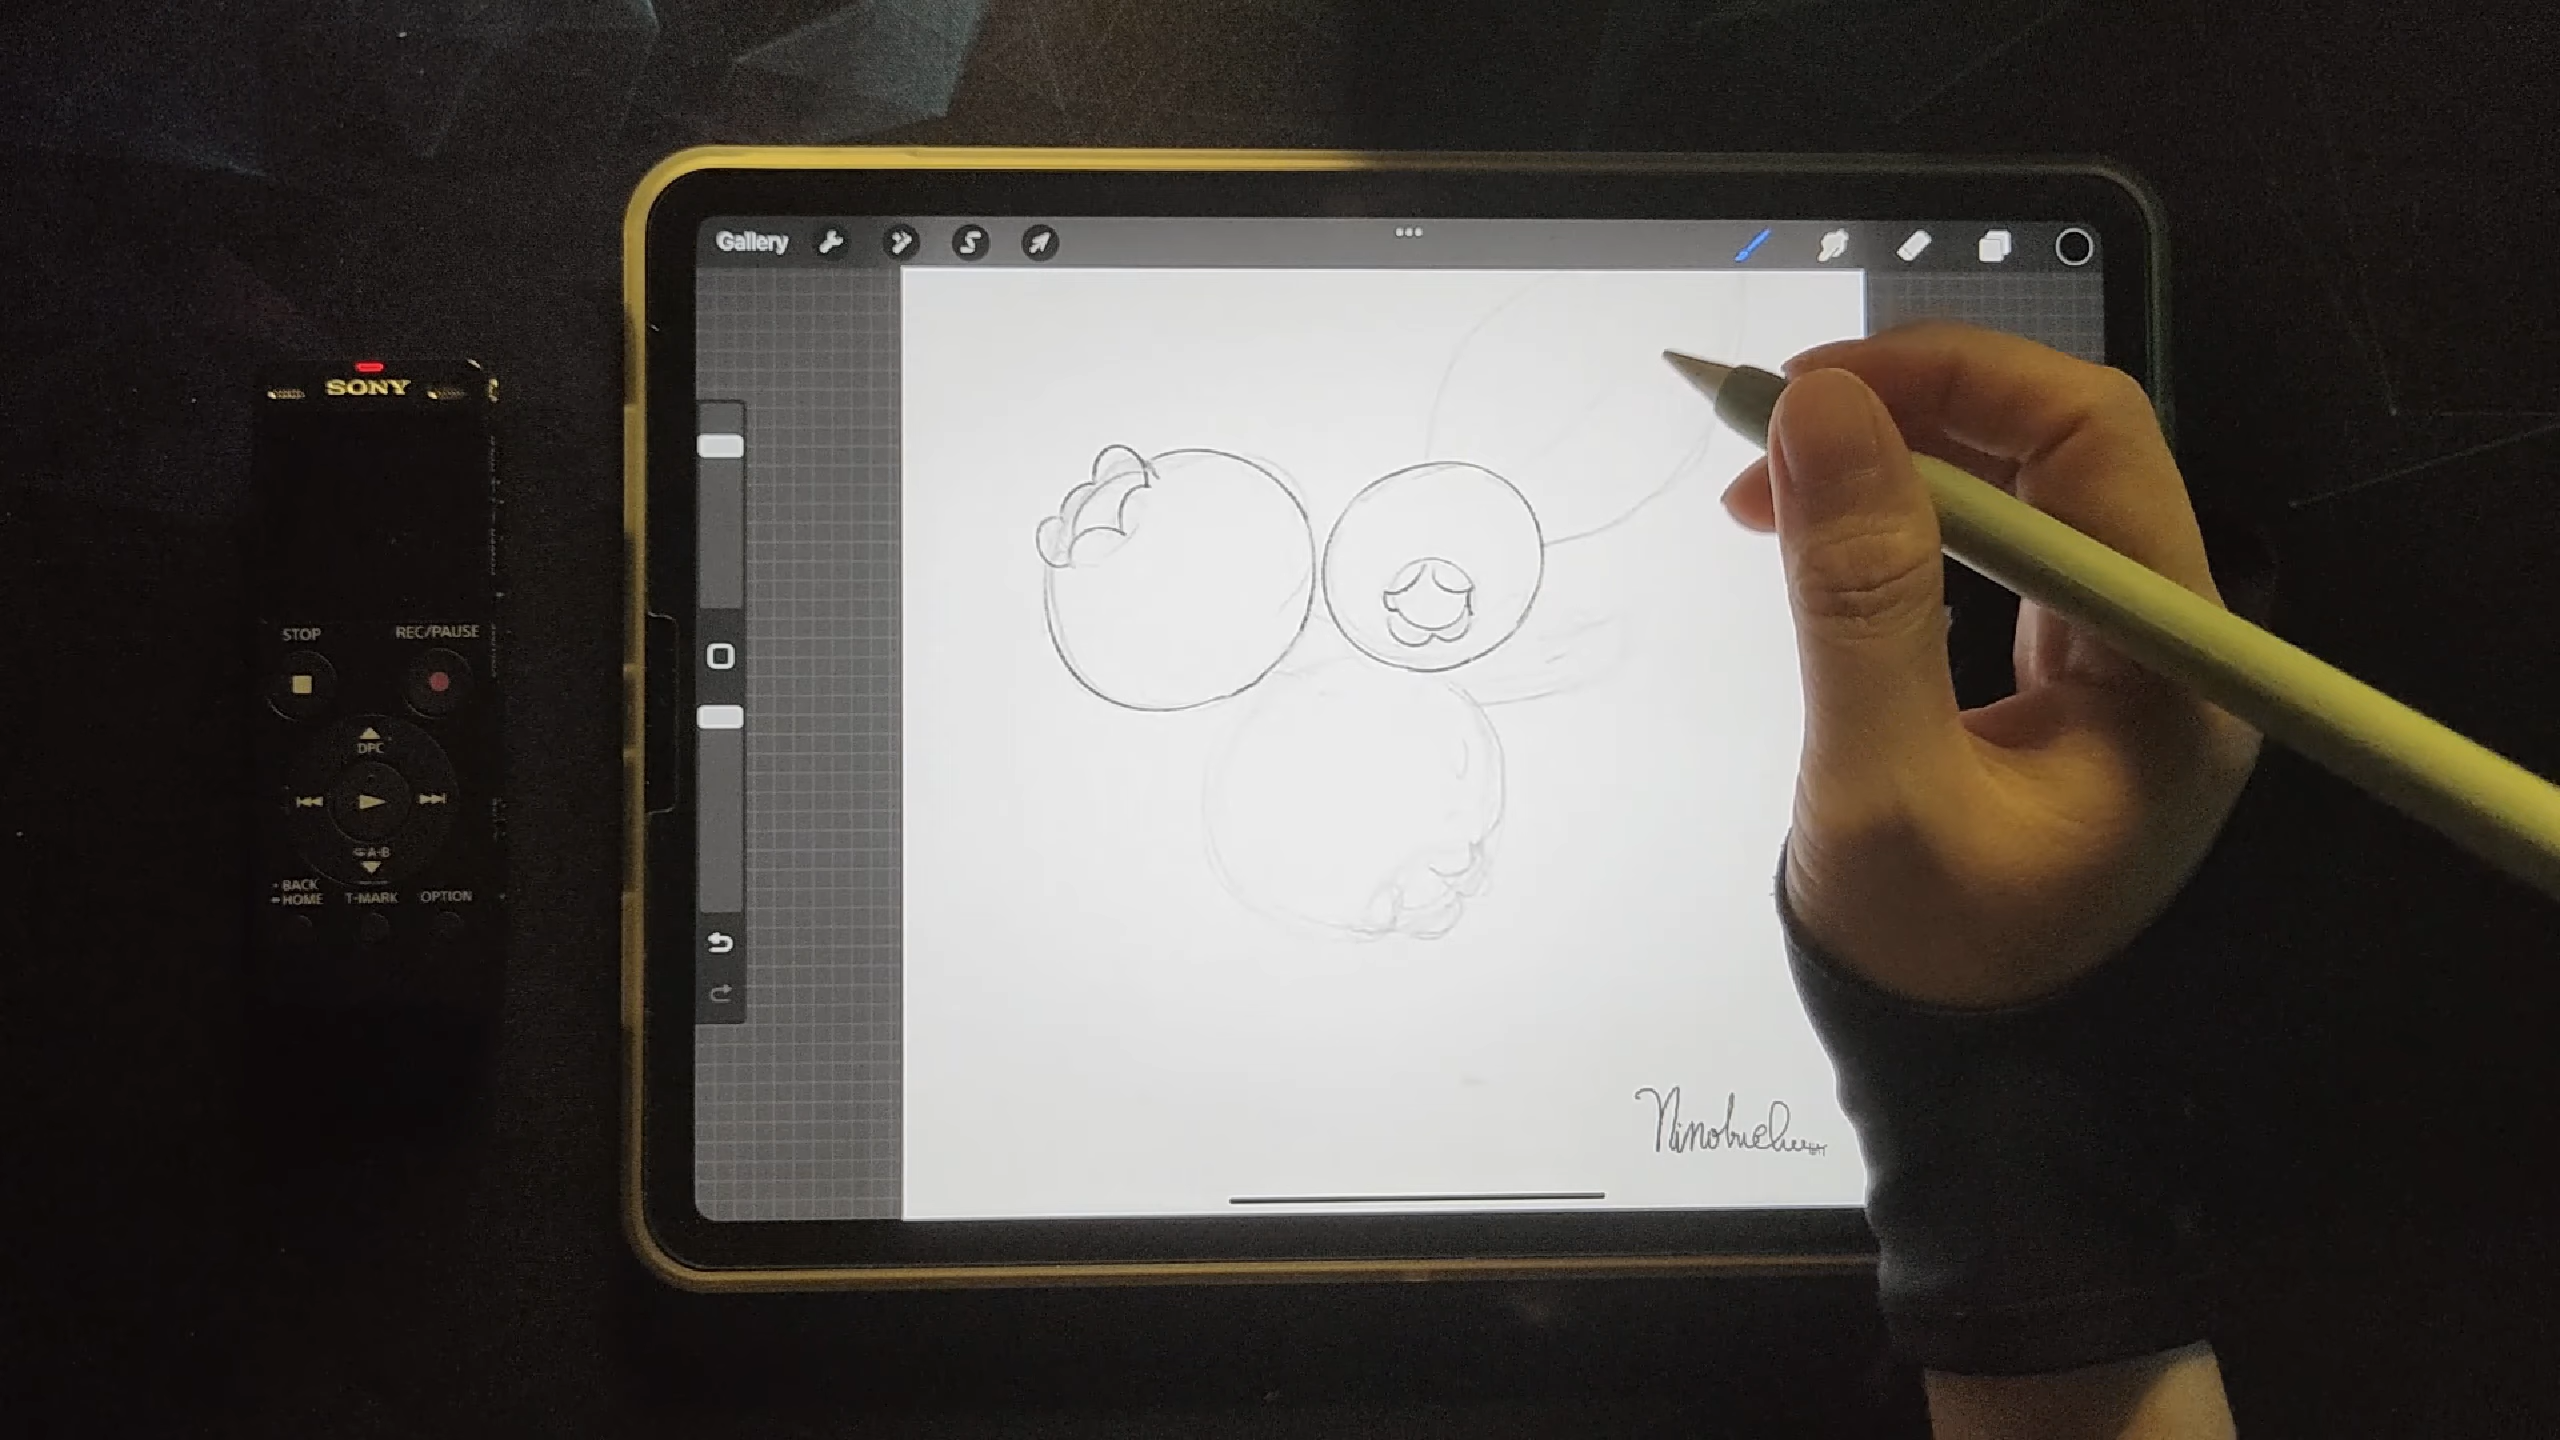 Gallery
SONY
STOP REC/PAUSE
DPC
A-B
BACK
HOME T-MARK OPTION